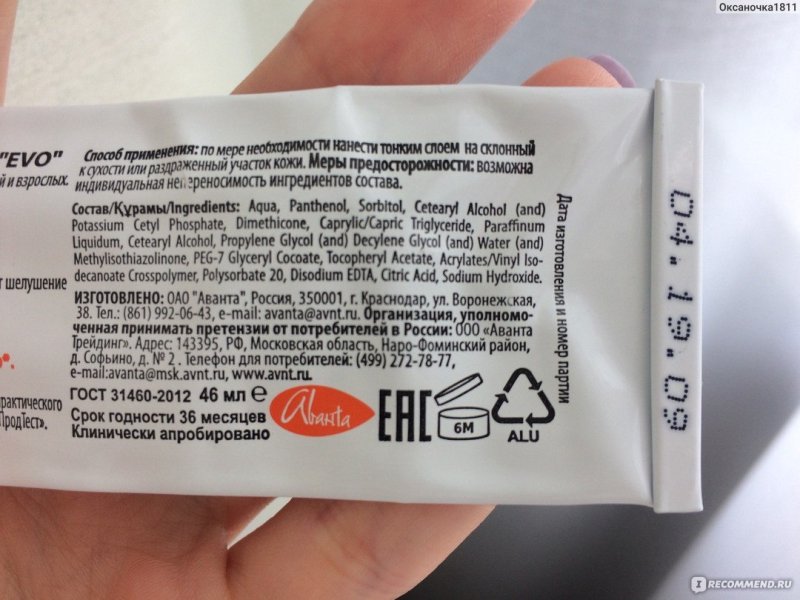 Оксаночка1811
"EVO"
й и взрослых.
Способ применения: по мере необходимости нанести тонким слоем на склонный
к сухости или раздраженный участок кожи. Меры предосторожности: возможна
индивидуальная непереносимость ингредиентов состава.
Состав/Құрамы/Ingredients: Aqua, Panthenol, Sorbitol, Cetearyl Alcohol (and)
Potassium Cetyl Phosphate, Dimethicone, Caprylic/Capric Triglyceride, Paraffinum
Liquidum, Cetearyl Alcohol, Propylene Glycol (and) Decylene Glycol (and) Water (and)
Methylisothiazolinone, PEG-7 Glyceryl Cocoate, Tocopheryl Acetate, Acrylates/Vinyl Iso-
decanoate Crosspolymer, Polysorbate 20, Disodium EDTA, Citric Acid, Sodium Hydroxide.
т шелушение
ИЗГОТОВЛЕНО: ОАО "Аванта", Россия, 350001, г. Краснодар, ул. Воронежская,
38. Тел.: (861) 992-06-43, e-mail: avanta@avnt.ru. Организация, уполномо-
ченная принимать претензии от потребителей в России: ООО «Аванта
Трейдинг». Адрес: 143395, РФ, Московская область, Наро-Фоминский район,
д. Софьино, д. № 2 . Телефон для потребителей: (499) 272-78-77,
e-mail:avanta@msk.avnt.ru, www.avnt.ru.
рактического
ПродТест».
ГОСТ 31460-2012 46 мл e
Срок годности 36 месяцев
Клинически апробировано
Abanta
EAC
6M
ALU
Дата изготовления и номер партии
04.19.09
IRECOMMEND.RU